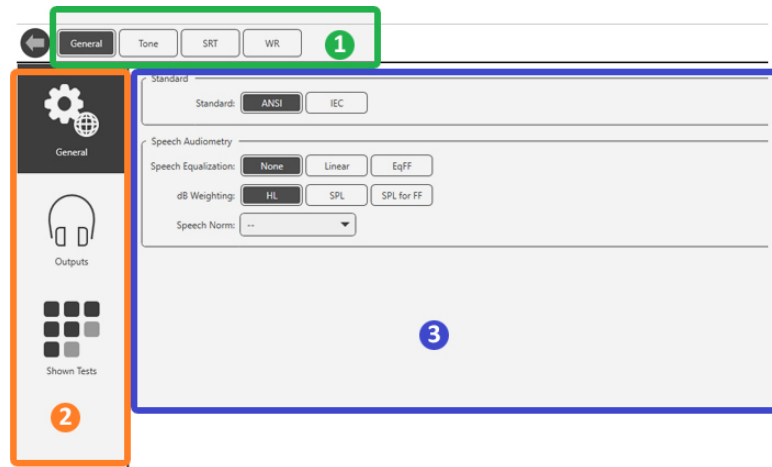 General Tone SRT WR 1
Standard
Standard: ANSI IEC
General
Speech Audiometry
Speech Equalization: None Linear EqFF
dB Weighting: HL SPL SPL for FF
Speech Norm: --
Outputs
3
Shown Tests
2